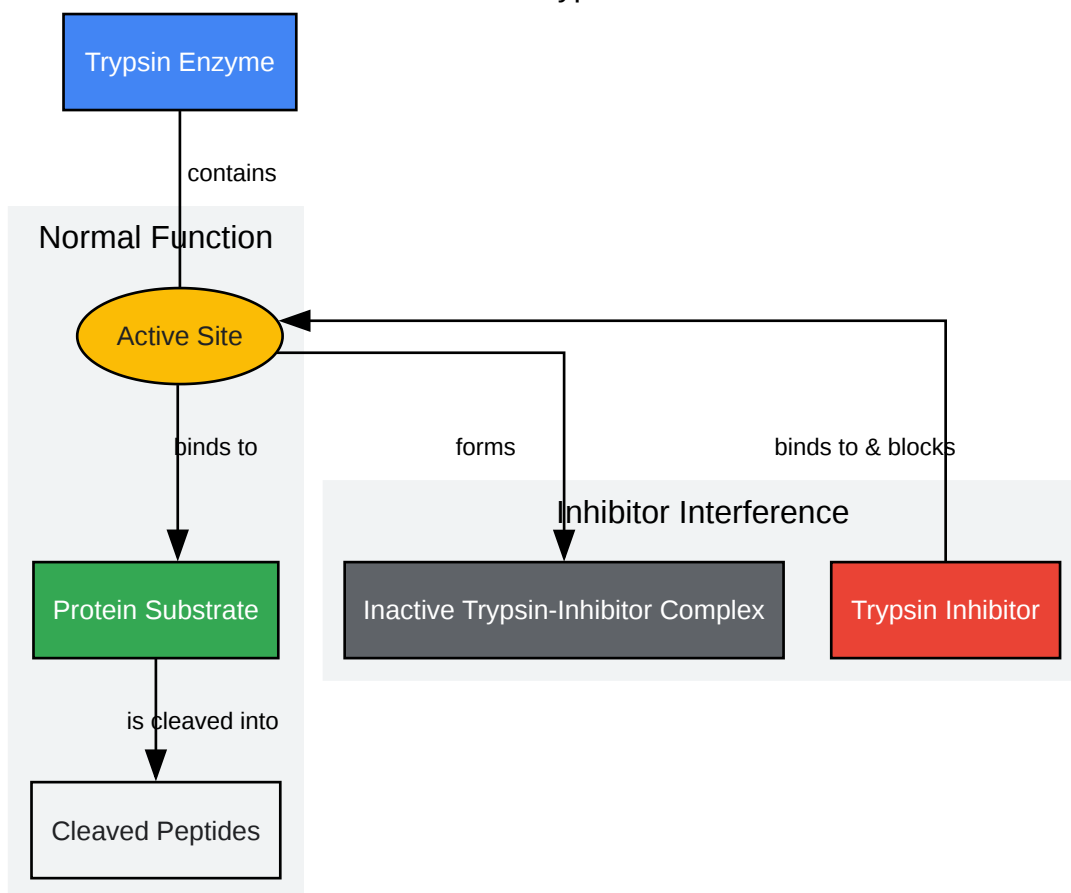 Trypsin Enzyme
contains
Normal Function
Active Site
binds to
forms
binds to & blocks
Inhibitor Interference
Protein Substrate
Inactive Trypsin-Inhibitor Complex
Trypsin Inhibitor
is cleaved into
Cleaved Peptides